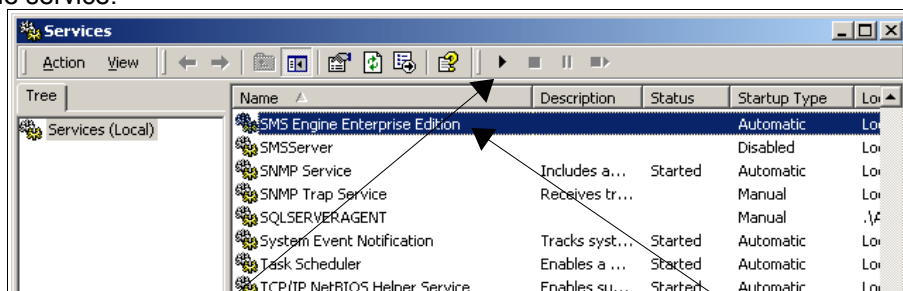 service.
Services
Action View
Tree
Name Description Status Startup Type
Services (Local)
SMS Engine Enterprise Edition Automatic
SMSServer Disabled
SNMP Service Includes a... Started Automatic
SNMP Trap Service Receives tr... Manual
SQLSERVERAGENT Manual
System Event Notification Tracks syst... Started Automatic
Task Scheduler Enables a ... Started Automatic
TCP/IP NetBIOS Helper Service Enables su... Started Automatic